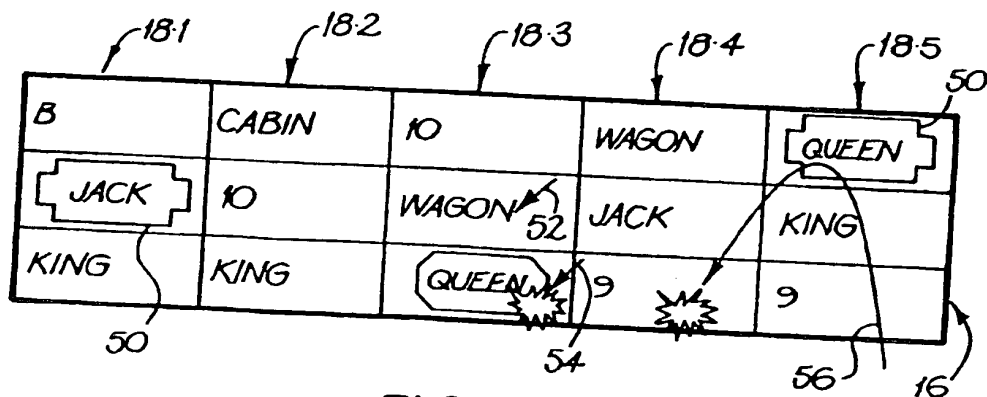 18·1 18·2 18·3 18·4 18·5
50
B CABIN 10 WAGON QUEEN
JACK 10 WAGON 52 JACK KING
KING KING QUEEN 9 9
50 54 56 16